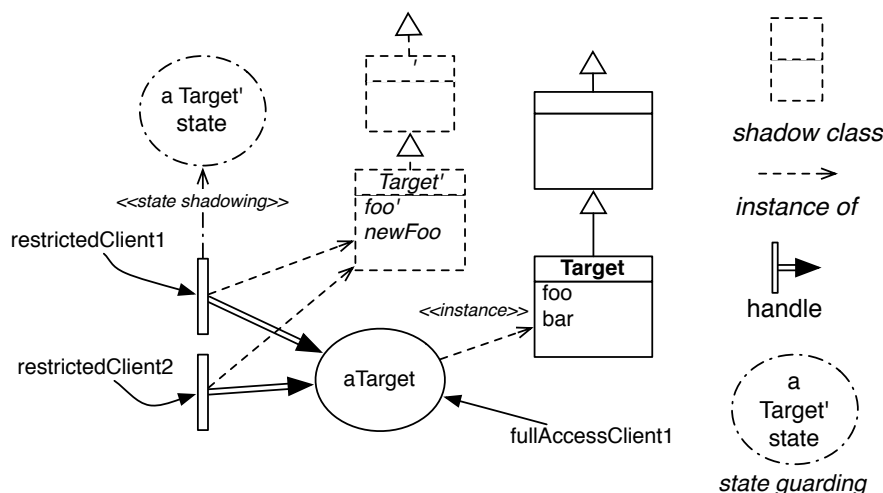 a Target'
state
<<state shadowing>>
restrictedClient1
restrictedClient2
'
Target'
foo'
newFoo
<<instance>>
aTarget
fullAccessClient1
Target
foo
bar
shadow class
instance of
handle
a
Target'
state
state guarding